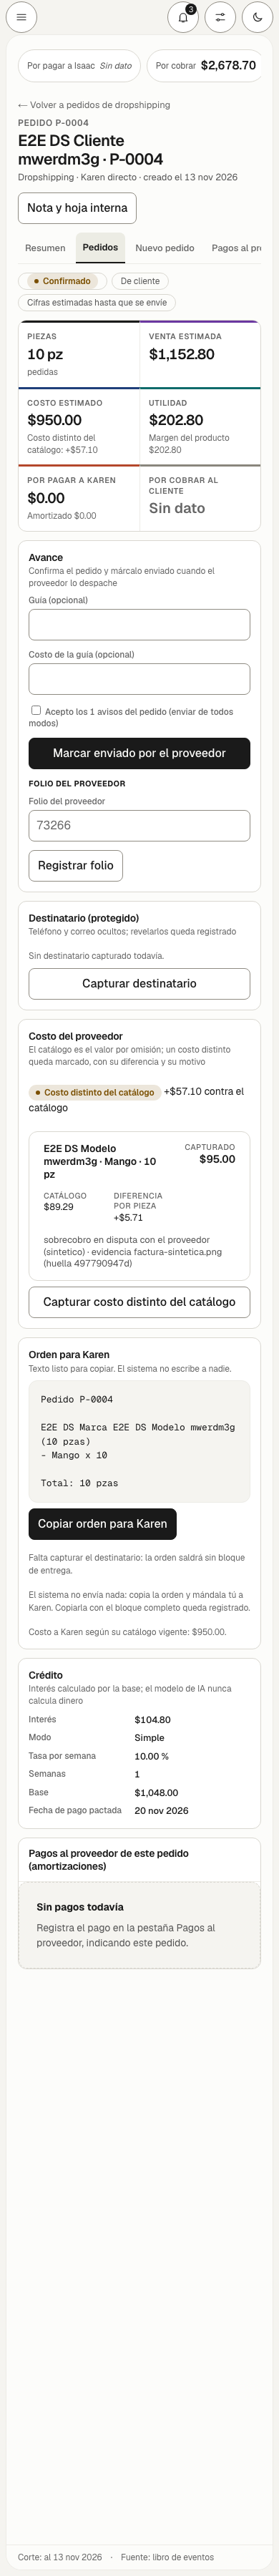 3
Por pagar a Isaac Sin dato
Por cobrar $2,678.70
← Volver a pedidos de dropshipping
PEDIDO P-0004
E2E DS Cliente
mwerdm3g · P-0004
Dropshipping · Karen directo · creado el 13 nov 2026
Nota y hoja interna
Resumen Pedidos Nuevo pedido Pagos al pro
Confirmado De cliente
Cifras estimadas hasta que se envíe
PIEZAS
10 pz
pedidas
VENTA ESTIMADA
$1,152.80
COSTO ESTIMADO
$950.00
Costo distinto del
catálogo: +$57.10
UTILIDAD
$202.80
Margen del producto
$202.80
POR PAGAR A KAREN
$0.00
Amortizado $0.00
POR COBRAR AL
CLIENTE
Sin dato
Avance
Confirma el pedido y márcalo enviado cuando el
proveedor lo despache
Guía (opcional)
Costo de la guía (opcional)
Acepto los 1 avisos del pedido (enviar de todos
modos)
Marcar enviado por el proveedor
FOLIO DEL PROVEEDOR
Folio del proveedor
73266
Registrar folio
Destinatario (protegido)
Teléfono y correo ocultos; revelarlos queda registrado
Sin destinatario capturado todavía.
Capturar destinatario
Costo del proveedor
El catálogo es el valor por omisión; un costo distinto
queda marcado, con su diferencia y su motivo
Costo distinto del catálogo +$57.10 contra el
catálogo
E2E DS Modelo
mwerdm3g · Mango · 10
pz
CAPTURADO
$95.00
CATÁLOGO
$89.29
DIFERENCIA
POR PIEZA
+$5.71
sobrecobro en disputa con el proveedor
(sintetico) · evidencia factura-sintetica.png
(huella 497790947d)
Capturar costo distinto del catálogo
Orden para Karen
Texto listo para copiar. El sistema no escribe a nadie.
Pedido P-0004
E2E DS Marca E2E DS Modelo mwerdm3g
(10 pzas)
- Mango x 10
Total: 10 pzas
Copiar orden para Karen
Falta capturar el destinatario: la orden saldrá sin bloque
de entrega.
El sistema no envía nada: copia la orden y mándala tú a
Karen. Copiarla con el bloque completo queda registrado.
Costo a Karen según su catálogo vigente: $950.00.
Crédito
Interés calculado por la base; el modelo de IA nunca
calcula dinero
Interés $104.80
Modo Simple
Tasa por semana 10.00 %
Semanas 1
Base $1,048.00
Fecha de pago pactada 20 nov 2026
Pagos al proveedor de este pedido
(amortizaciones)
Sin pagos todavía
Registra el pago en la pestaña Pagos al
proveedor, indicando este pedido.
Corte: al 13 nov 2026 · Fuente: libro de eventos